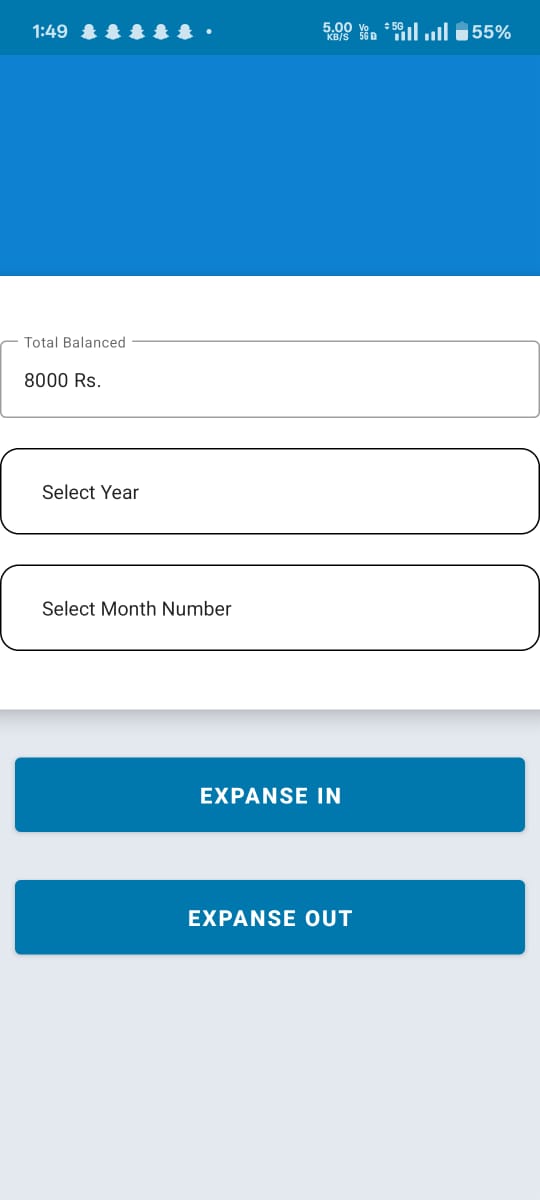 1:49 5.00 KB/S Vo 5G 5G 55%
Total Balanced
8000 Rs.
Select Year
Select Month Number
EXPANSE IN
EXPANSE OUT